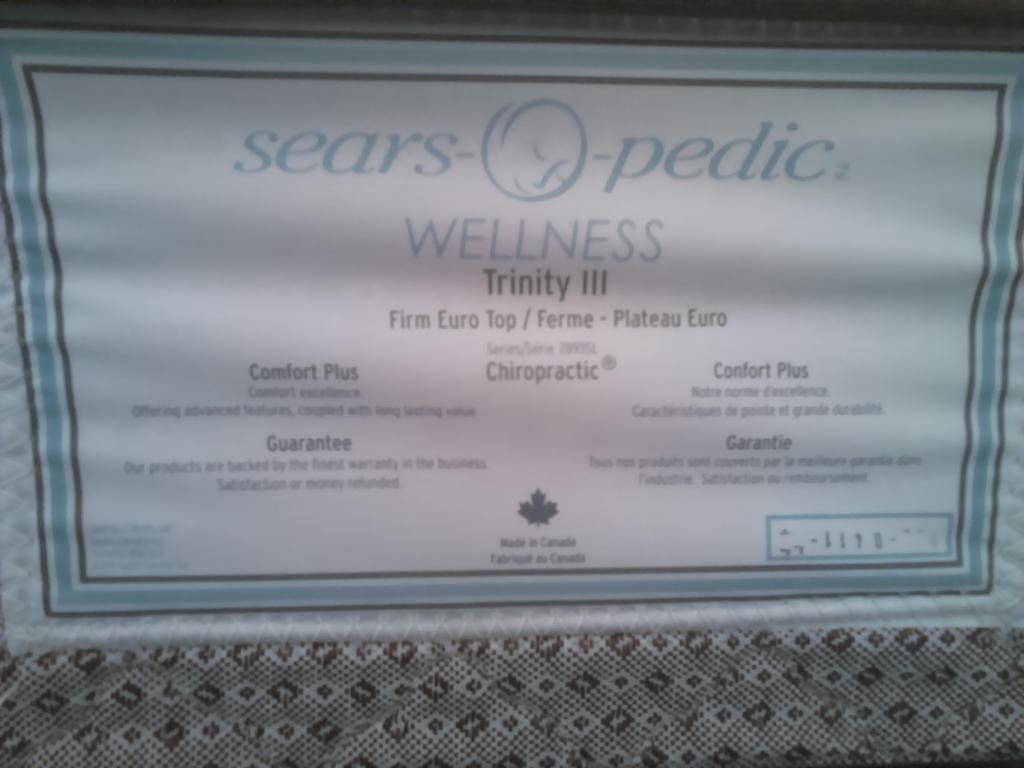 sears-O-pedic
WELLNESS
Trinity III
Firm Euro Top / Ferme - Plateau Euro
Series/Série
Chiropractic®
Comfort Plus
Comfort excellence.
Offering advanced features, coupled with long lasting value.
Confort Plus
Notre norme d'excellence.
Caractéristiques de pointe et grande durabilité.
Guarantee
Our products are backed by the finest warranty in the business.
Satisfaction or money refunded.
Garantie
Tous nos produits sont couverts par la meilleure garantie dans
l'industrie. Satisfaction ou remboursement.
Made in Canada
Fabriqué au Canada